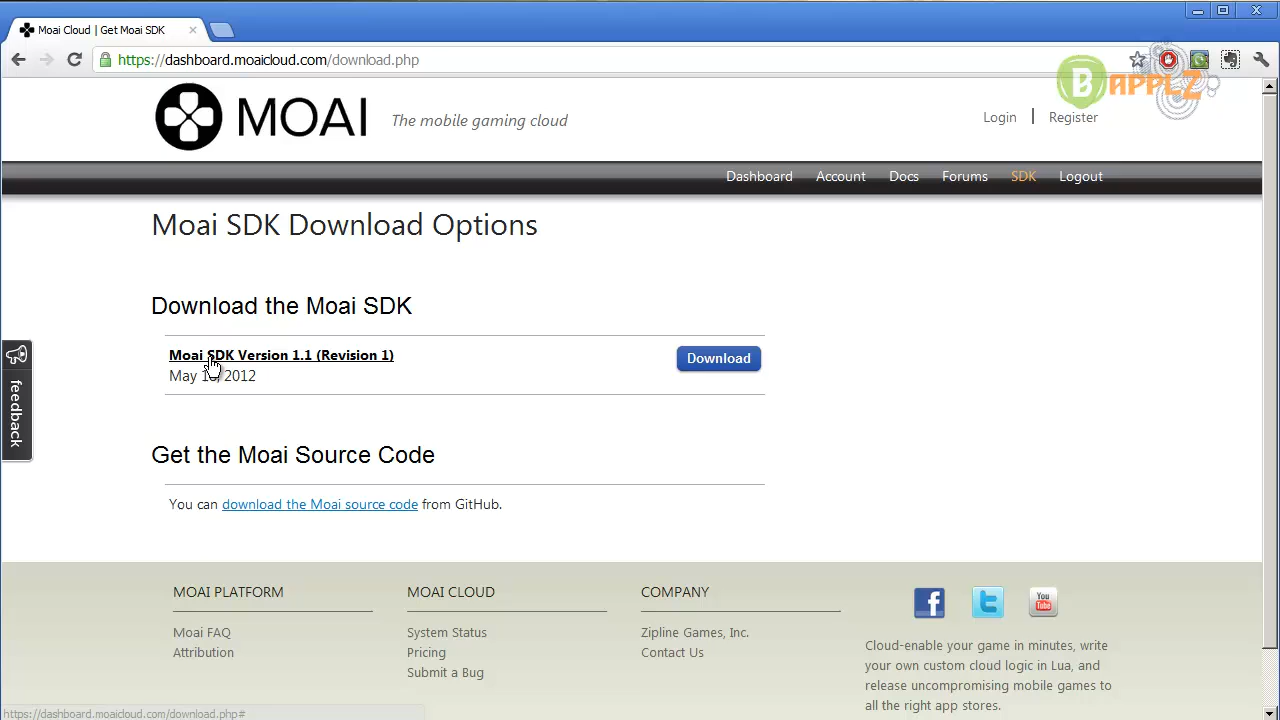 Moai Cloud | Get Moai SDK
https://dashboard.moaicloud.com/download.php
B APPLZ
MOAI The mobile gaming cloud
Login | Register
Dashboard Account Docs Forums SDK Logout
Moai SDK Download Options
Download the Moai SDK
Moai SDK Version 1.1 (Revision 1)
Download
May 2012
feedback
Get the Moai Source Code
You can download the Moai source code from GitHub.
MOAI PLATFORM
Moai FAQ
Attribution
MOAI CLOUD
System Status
Pricing
Submit a Bug
COMPANY
Zipline Games, Inc.
Contact Us
f t You Tube
Cloud-enable your game in minutes, write
your own custom cloud logic in Lua, and
release uncompromising mobile games to
all the right app stores.
https://dashboard.moaicloud.com/download.php#